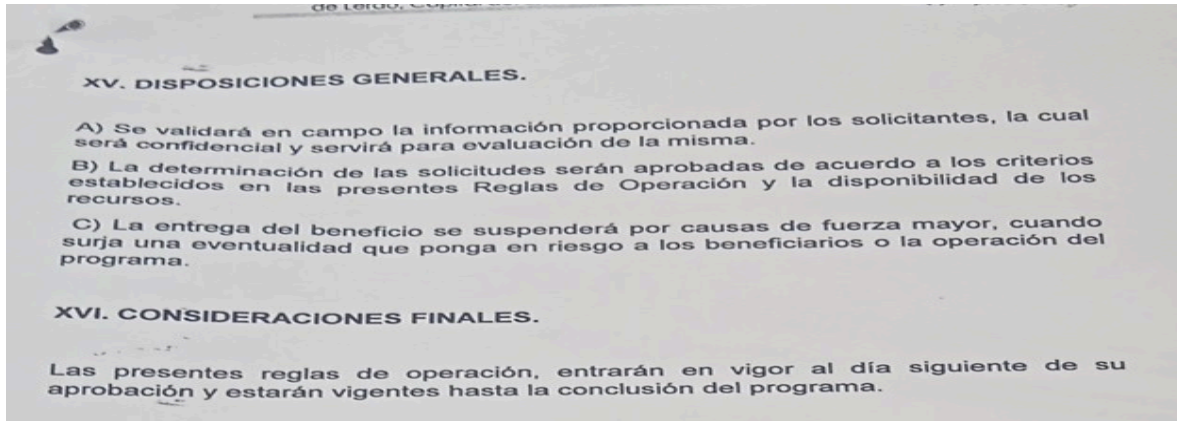 de Lerdo,
XV. DISPOSICIONES GENERALES.
A) Se validará en campo la información proporcionada por los solicitantes, la cual
será confidencial y servirá para evaluación de la misma.
B) La determinación de las solicitudes serán aprobadas de acuerdo a los criterios
establecidos en las presentes Reglas de Operación y la disponibilidad de los
recursos.
C) La entrega del beneficio se suspenderá por causas de fuerza mayor, cuando
surja una eventualidad que ponga en riesgo a los beneficiarios o la operación del
programa.
XVI. CONSIDERACIONES FINALES.
Las presentes reglas de operación, entrarán en vigor al día siguiente de su
aprobación y estarán vigentes hasta la conclusión del programa.